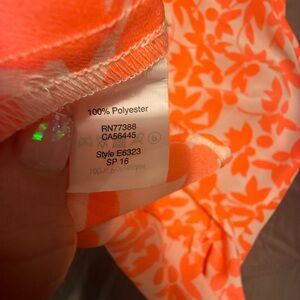 100% Polyester
RN77388
CA56445
Style E6323
SP 16